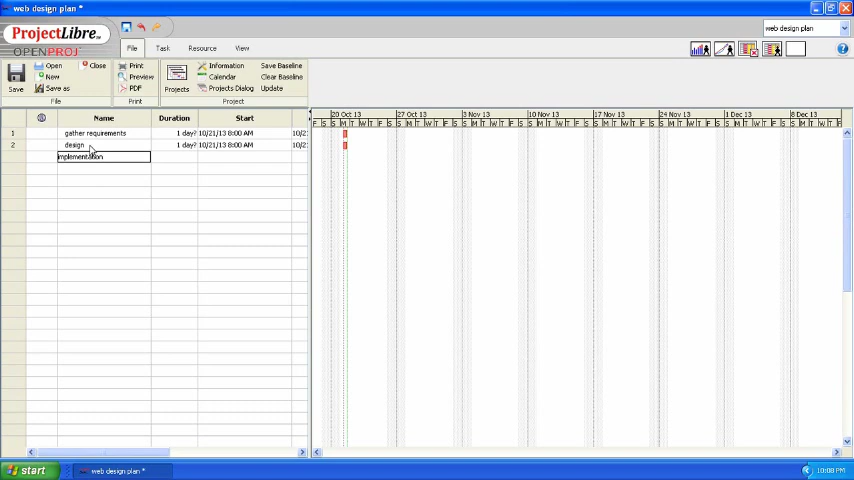 web design plan *
ProjectLibre
OPENPROJ
File Task Resource View
web design plan
Save
Open
New
Save as
Close
File
Print
Preview
PDF
Print
Projects
Information
Calendar
Projects Dialog
Save Baseline
Clear Baseline
Update
Project
Name Duration Start
20 Oct 13 27 Oct 13 3 Nov 13 10 Nov 13 17 Nov 13 24 Nov 13 1 Dec 13 8 Dec 13
1 gather requirements 1 day? 10/21/13 8:00 AM 10/2
2 design 1 day? 10/21/13 8:00 AM 10/2
implementation
start web design plan * 10:08 PM